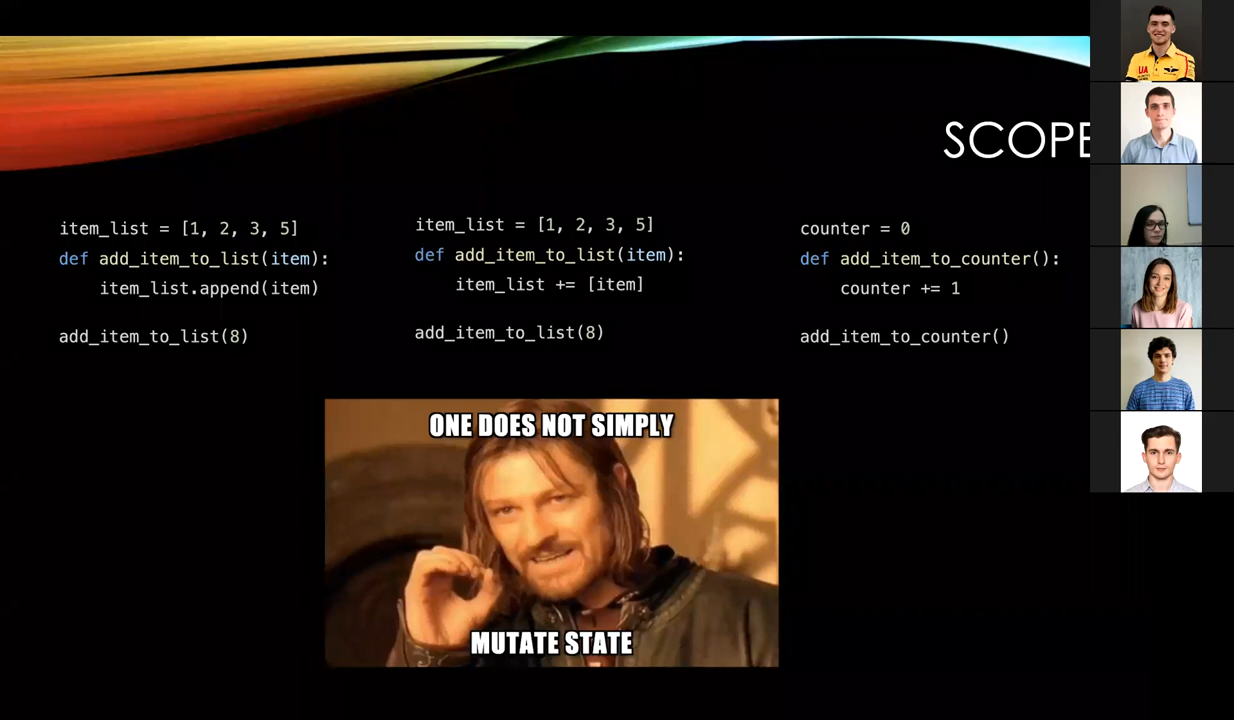 SCOPE
item_list = [1, 2, 3, 5]
def add_item_to_list(item):
item_list.append(item)
add_item_to_list(8)
item_list = [1, 2, 3, 5]
def add_item_to_list(item):
item_list += [item]
add_item_to_list(8)
counter = 0
def add_item_to_counter():
counter += 1
add_item_to_counter()
ONE DOES NOT SIMPLY
MUTATE STATE
UA